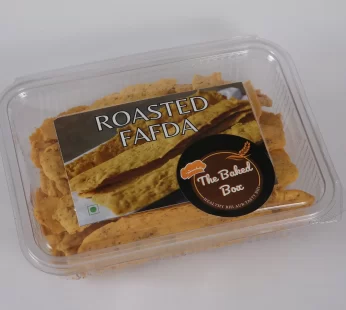 ROASTED
FAFDA
The Baked
Box